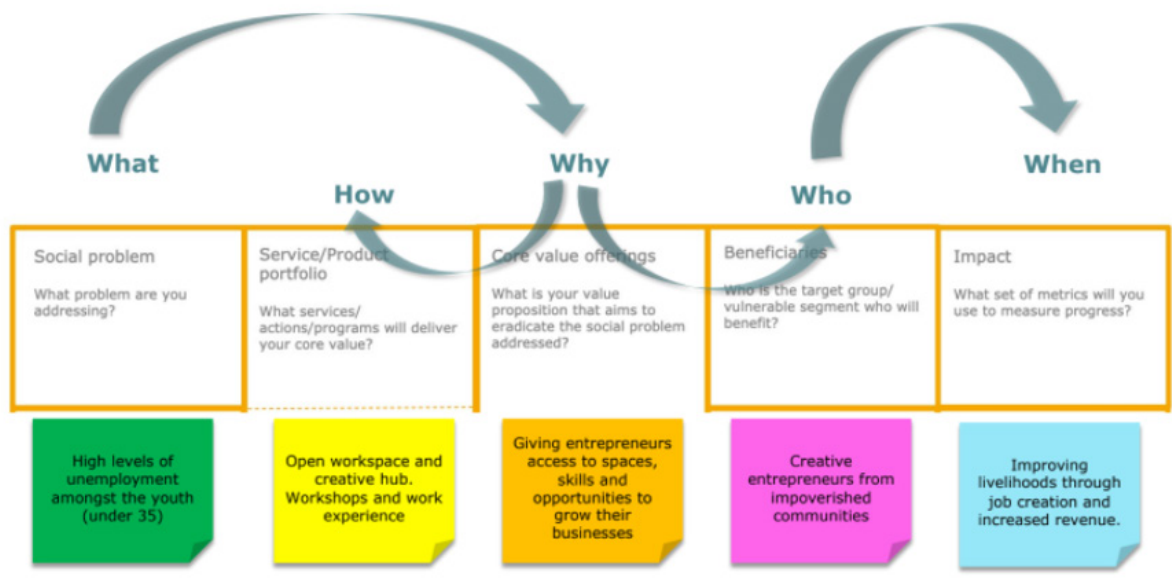 What
Why
When
How
Who
Social problem
What problem are you
addressing?
Service/Product
portfolio
What services/
actions/programs will deliver
your core value?
Core value offerings
What is your value
proposition that aims to
eradicate the social problem
addressed?
Beneficiaries
Who is the target group/
vulnerable segment who will
benefit?
Impact
What set of metrics will you
use to measure progress?
High levels of
unemployment
amongst the youth
(under 35)
Open workspace and
creative hub.
Workshops and work
experience
Giving entrepreneurs
access to spaces,
skills and
opportunities to
grow their
businesses
Creative
entrepreneurs from
impoverished
communities
Improving
livelihoods through
job creation and
increased revenue.